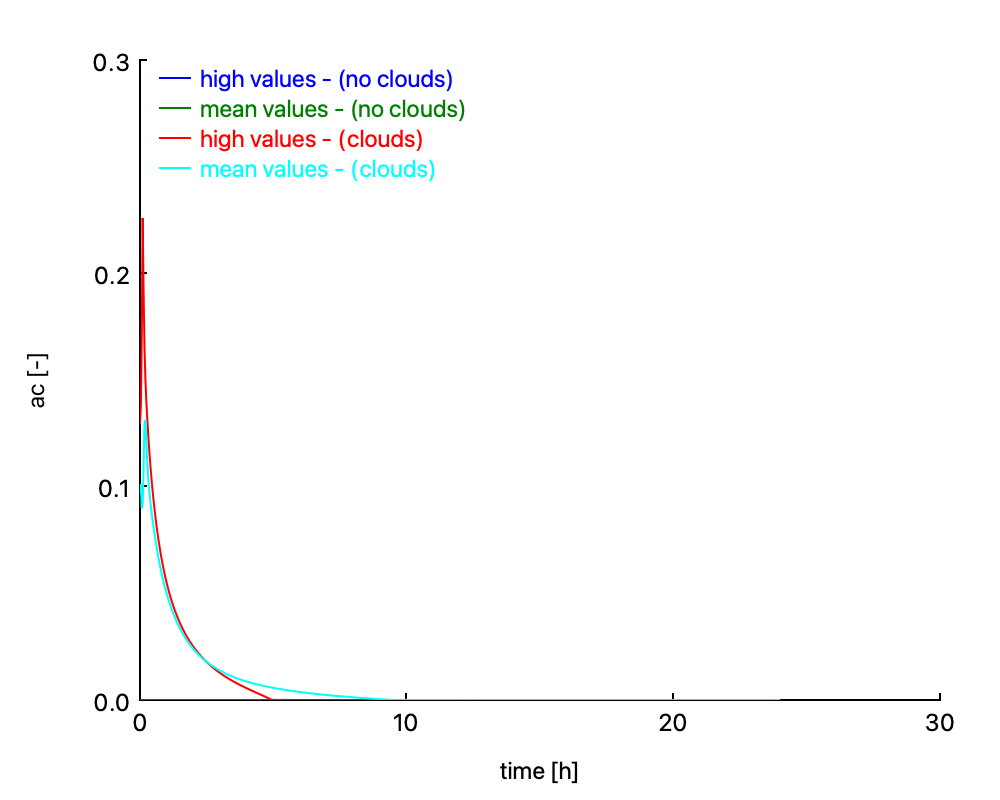 0.3
high values - (no clouds)
mean values - (no clouds)
high values - (clouds)
mean values - (clouds)
0.2
ac [-]
0.1
0.0
0 10 20 30
time [h]